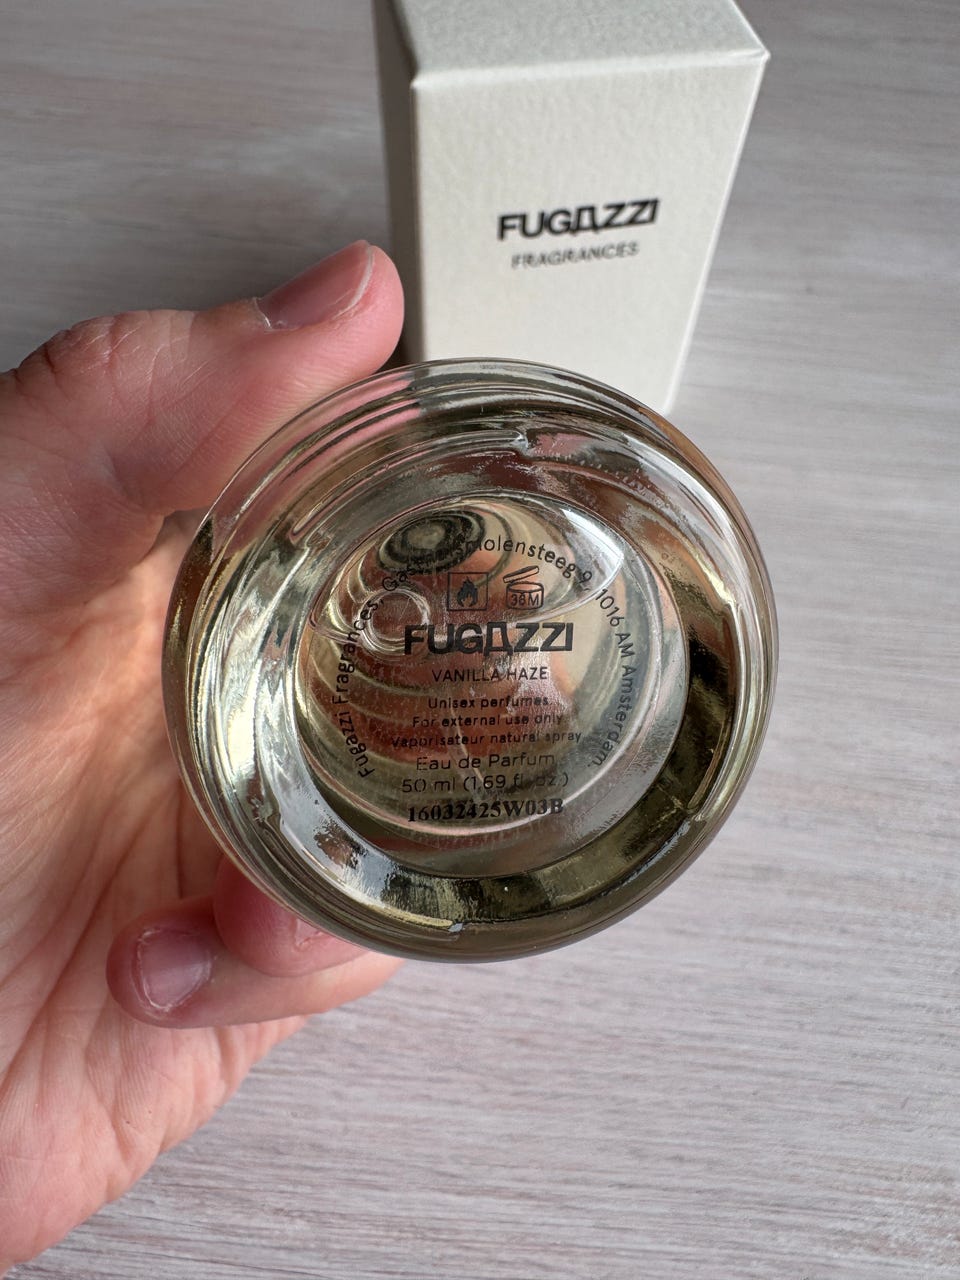 FUGAZZI
FRAGRANCES
Fugazzi Fragrances, molensteeg 9, 1016 AM Amsterdam
36M
FUGAZZI
VANILLA HAZE
Unisex perfumes
For external use only
Vaporisateur natural spray
Eau de Parfum
50 ml (1,69 fl. oz.)
16032425W03B